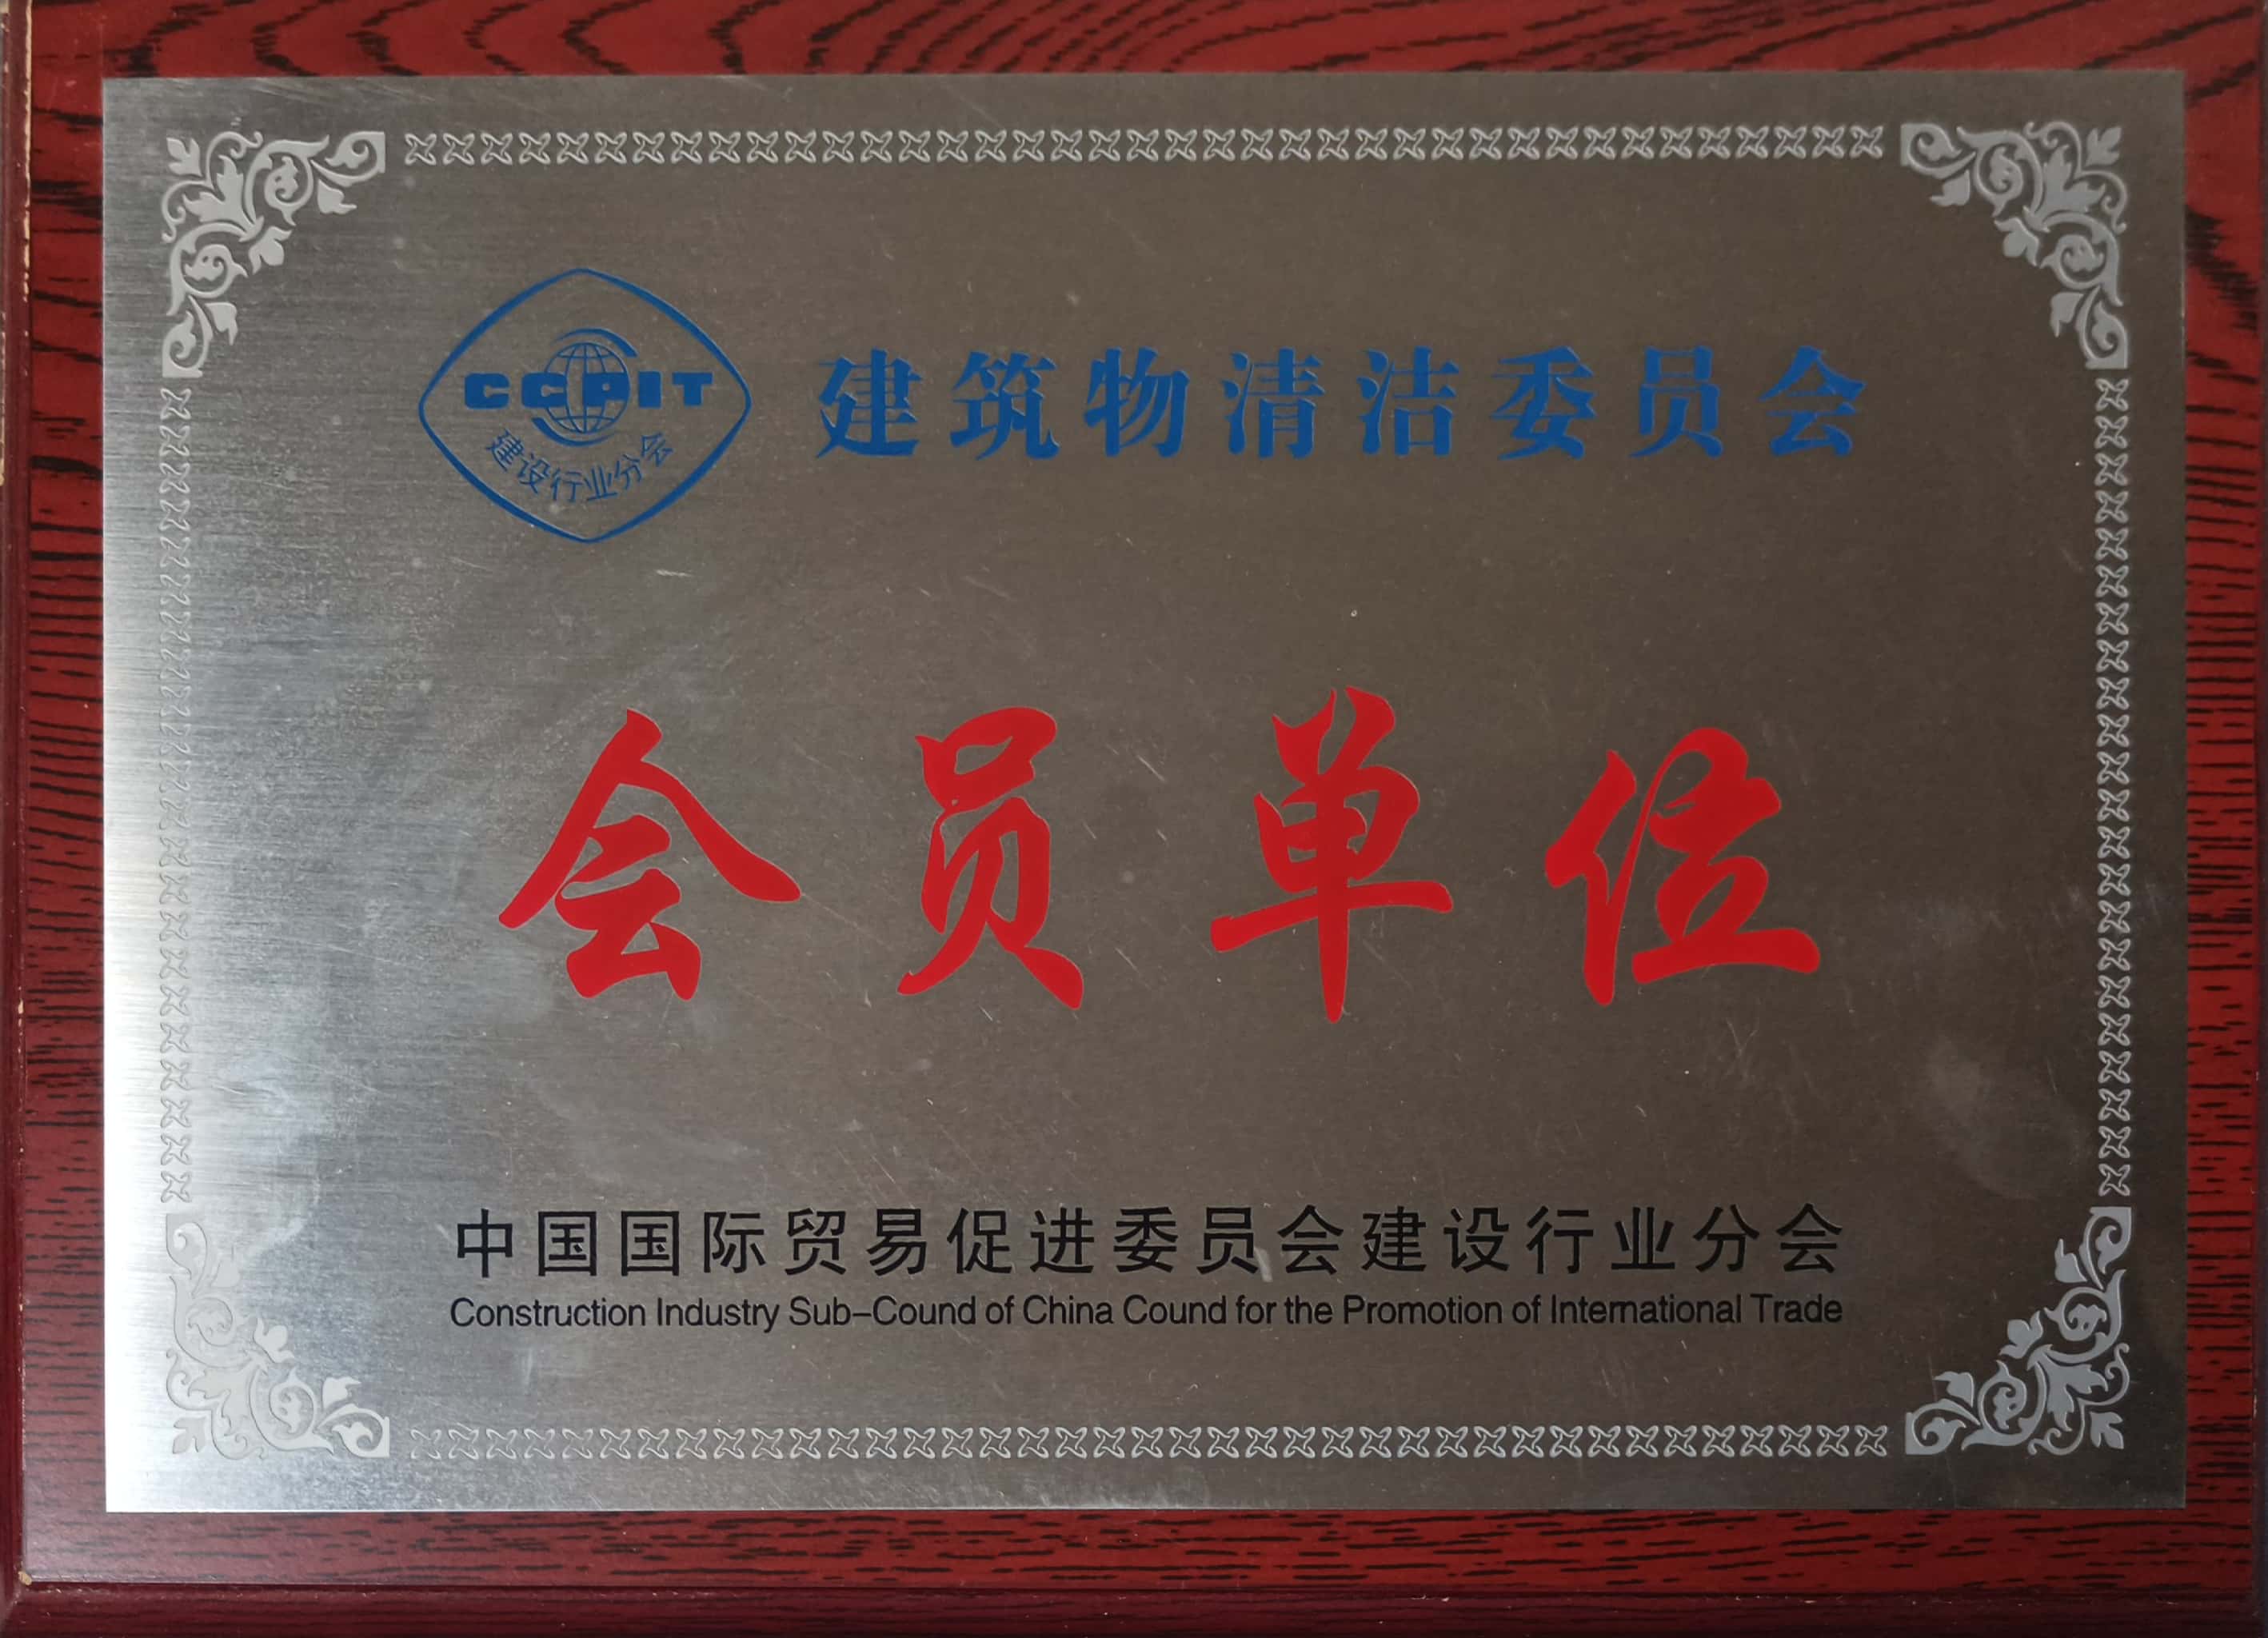 CCPIT
建设行业分会
建筑物清洁委员会
会员单位
中国国际贸易促进委员会建设行业分会
Construction Industry Sub-Cound of China Cound for the Promotion of International Trade